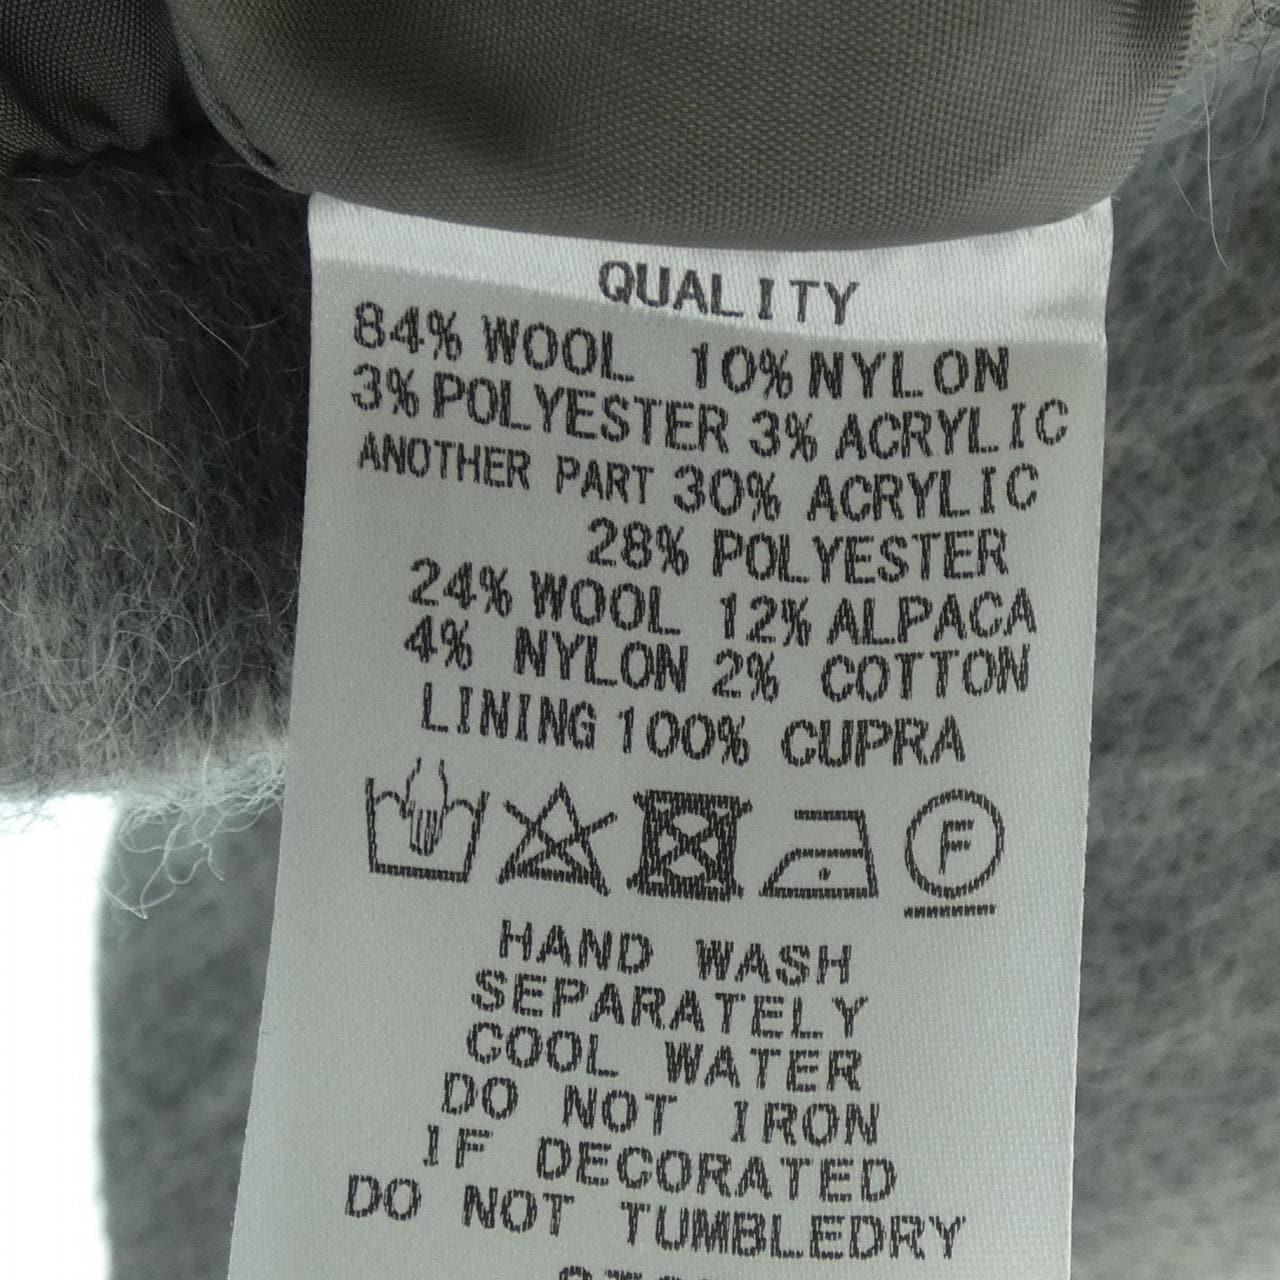 QUALITY
84% WOOL 10% NYLON
3% POLYESTER 3% ACRYLIC
ANOTHER PART 30% ACRYLIC
28% POLYESTER
24% WOOL 12% ALPACA
4% NYLON 2% COTTON
LINING 100% CUPRA
F
HAND WASH
SEPARATELY
COOL WATER
DO NOT IRON
IF DECORATED
DO NOT TUMBLEDRY